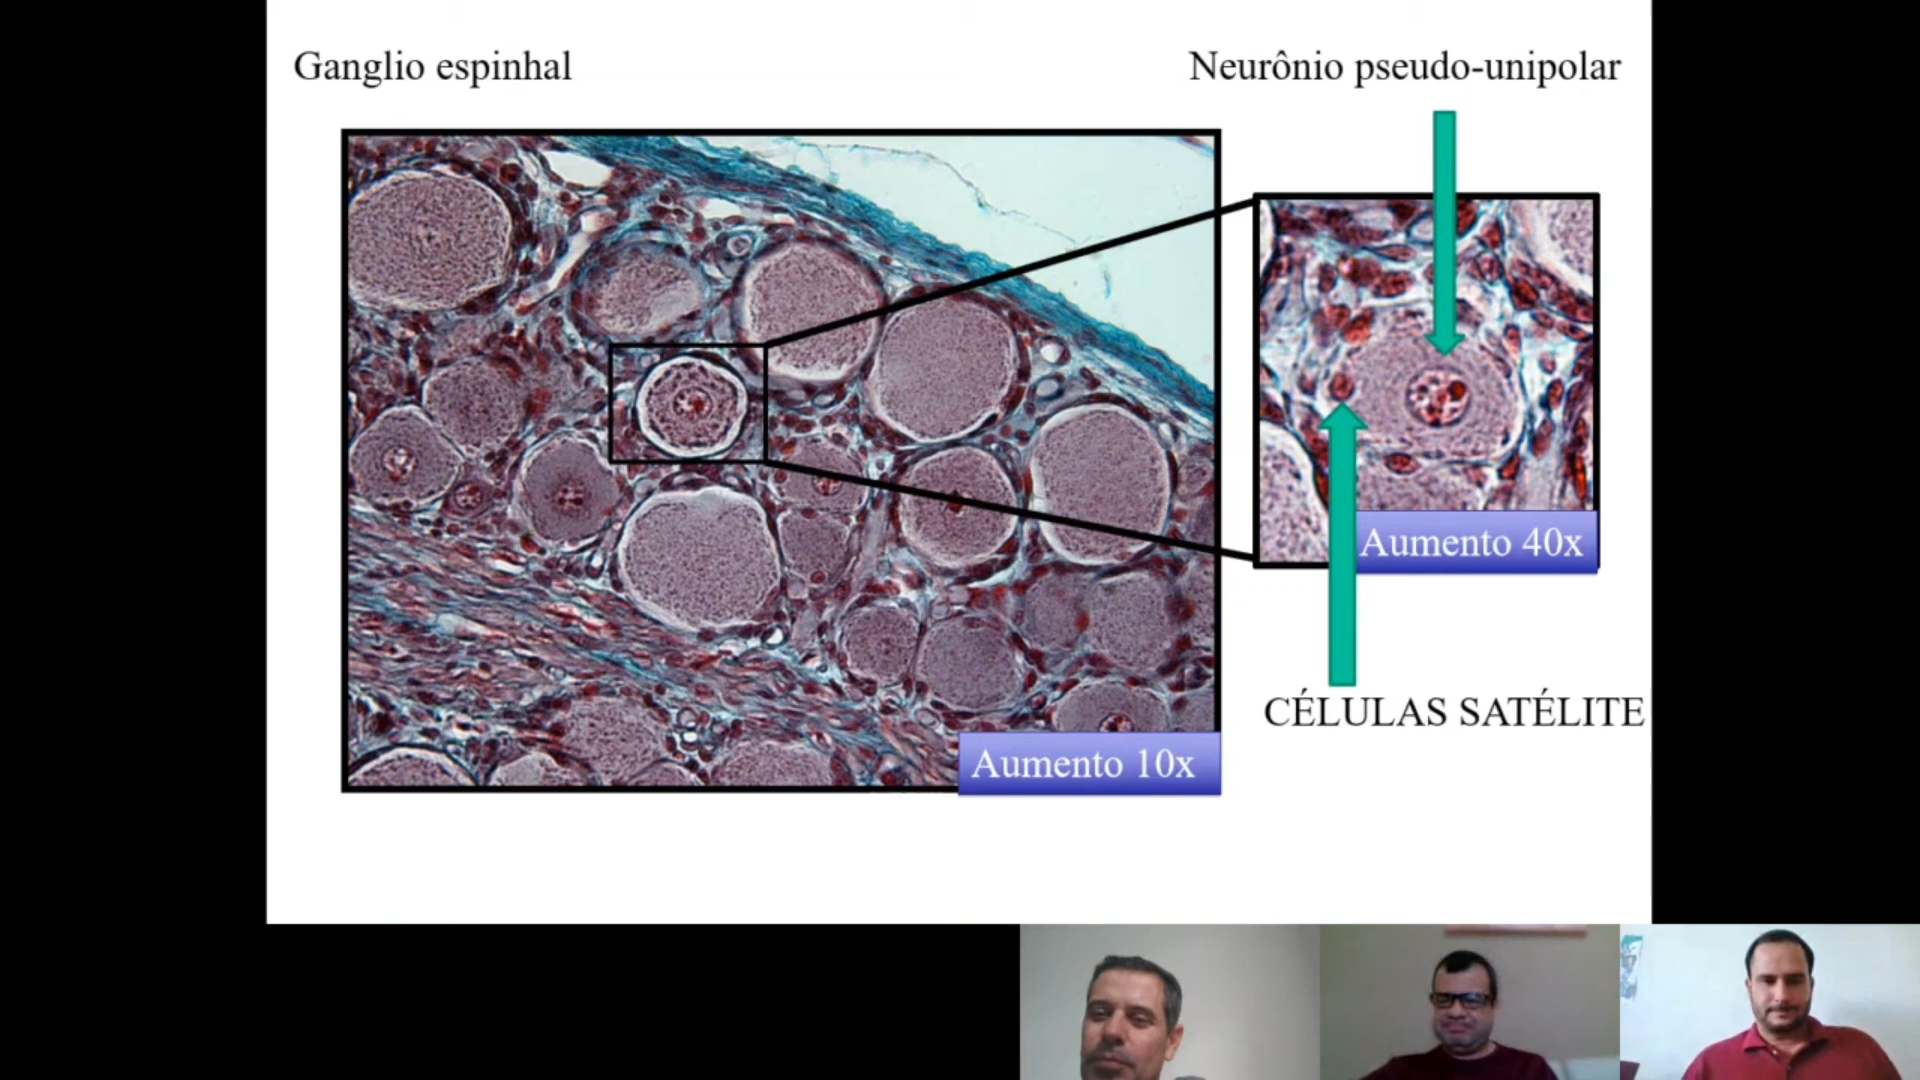 Ganglio espinhal
Neurônio pseudo-unipolar
Aumento 40x
CÉLULAS SATÉLITE
Aumento 10x